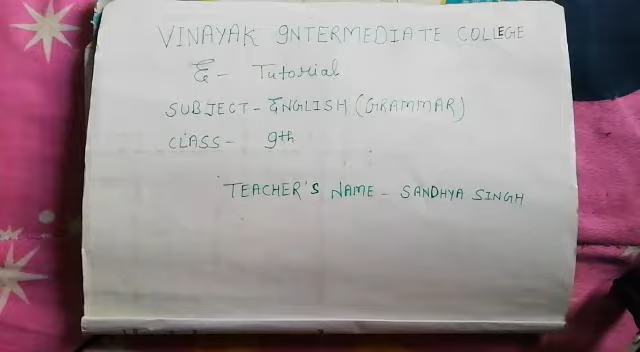 VINAYAK INTERMEDIATE COLLEGE
E- Tutorial
SUBJECT- ENGLISH (GRAMMAR)
CLASS- 9th
TEACHER'S NAME - SANDHYA SINGH